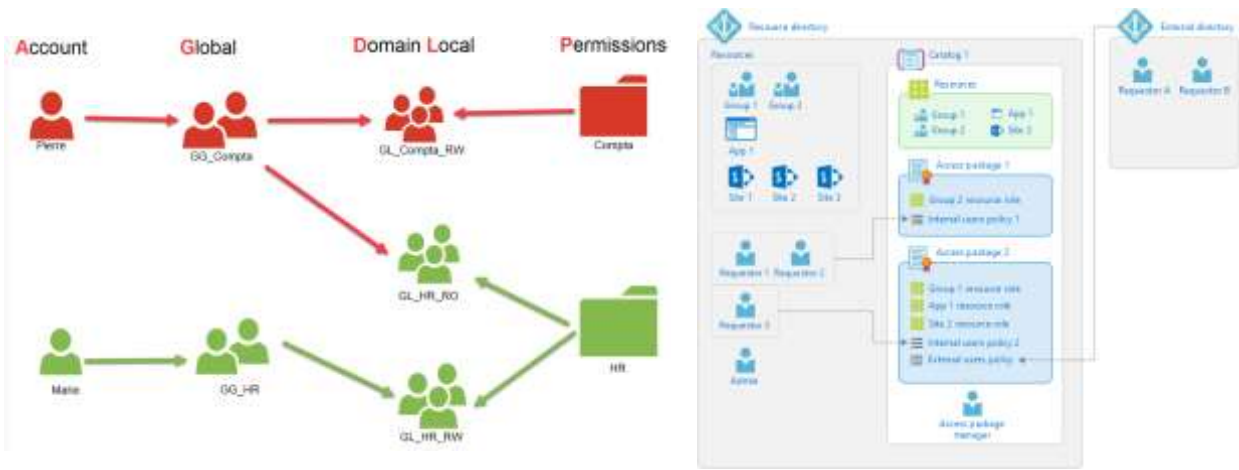 Account Global Domain Local Permissions
Pierre
GG_Compta
GL_Compta_RW
Compta
GL_HR_RO
HR
Marie
GG_HR
GL_HR_RW
Resource directory
External directory
Resources
Group 1 Group 2
App 1
Site 1 Site 2 Site 3
Requestor 1 Requestor 2
Requestor 3
Admin
Catalog 1
Resources
Group 1 App 1
Group 2 Site 2
Access package 1
Group 2 resource role
Internal users policy 1
Access package 2
Group 1 resource role
App 1 resource role
Site 2 resource role
Internal users policy 2
External users policy
Access package
manager
Requestor A Requestor B